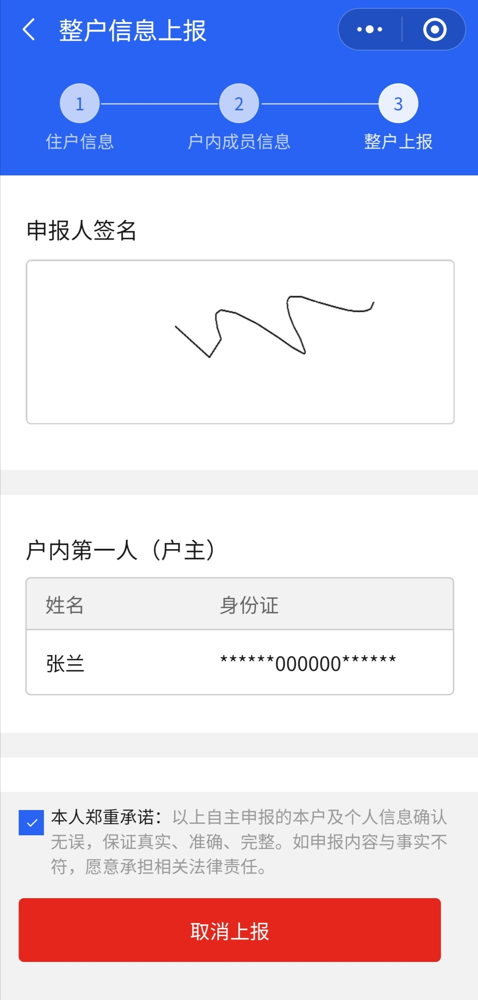 整户信息上报
1 2 3
住户信息 户内成员信息 整户上报
申报人签名
户内第一人（户主）
姓名 身份证
张兰 ******000000******
本人郑重承诺：以上自主申报的本户及个人信息确认
无误，保证真实、准确、完整。如申报内容与事实不
符，愿意承担相关法律责任。
取消上报